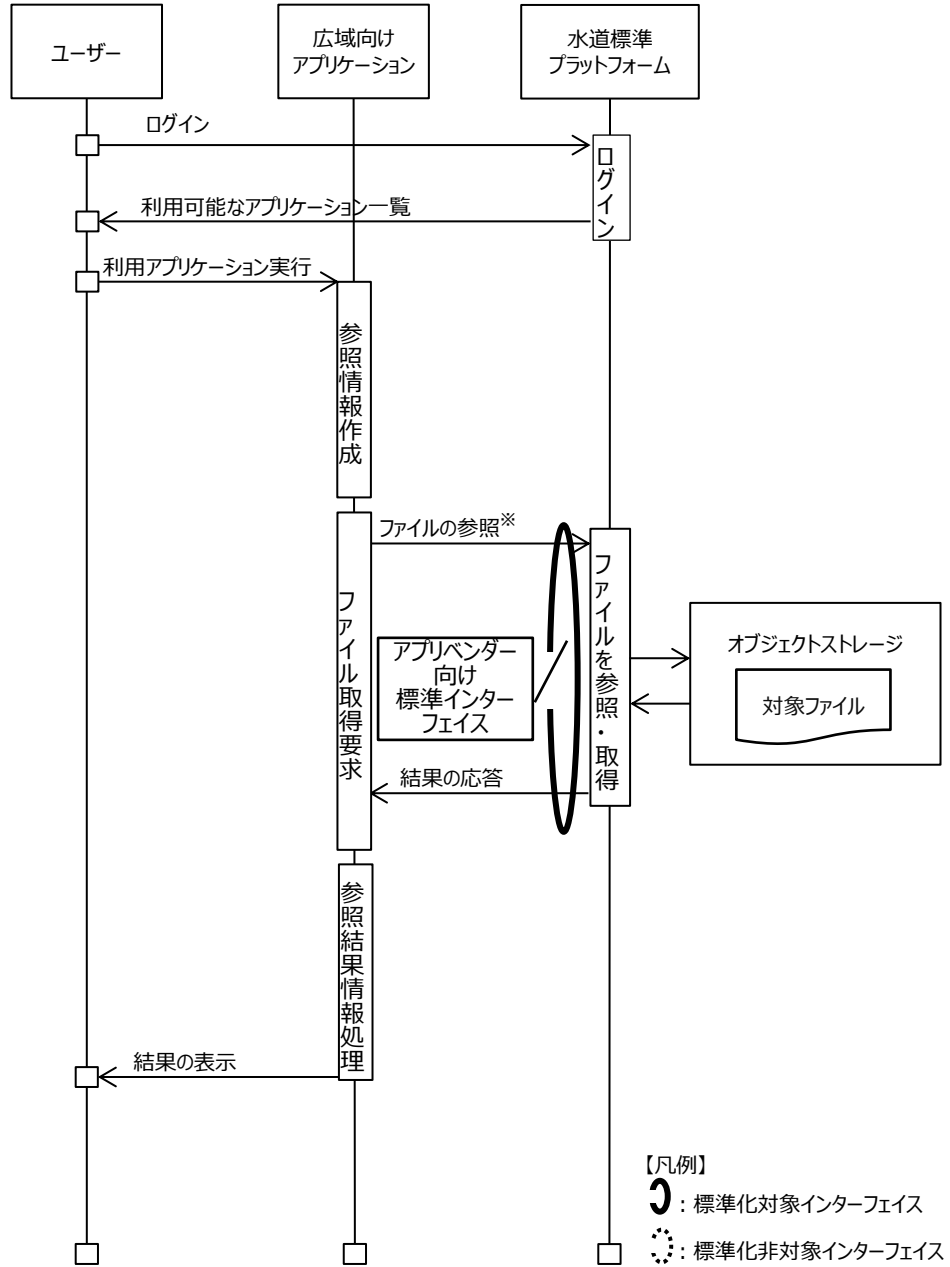 ユーザー
広域向け
アプリケーション
水道標準
プラットフォーム
ログイン
ログイン
利用可能なアプリケーション一覧
利用アプリケーション実行
参照情報作成
ファイルの参照※
ファイル取得要求
アプリベンダー
向け
標準インター
フェイス
ファイルを参照・取得
オブジェクトストレージ
対象ファイル
結果の応答
参照結果情報処理
結果の表示
【凡例】
：標準化対象インターフェイス
：標準化非対象インターフェイス